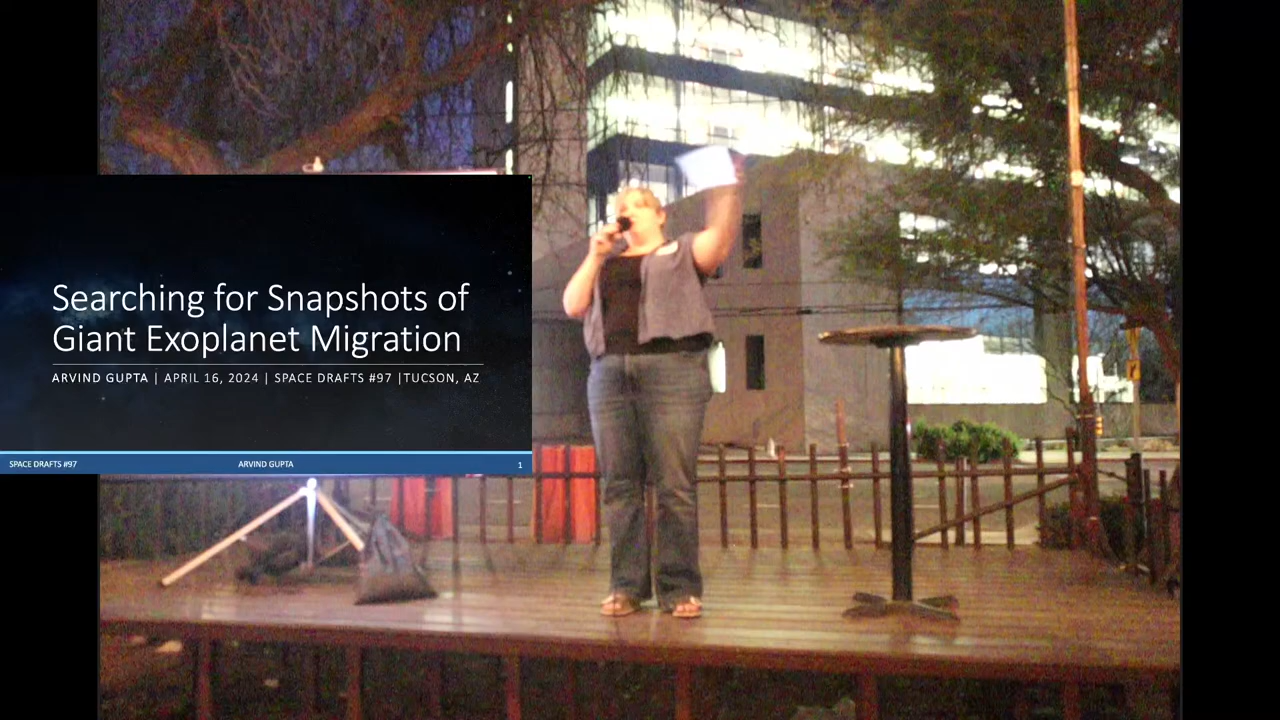 Searching for Snapshots of
Giant Exoplanet Migration
ARVIND GUPTA | APRIL 16, 2024 | SPACE DRAFTS #97 |TUCSON, AZ
SPACE DRAFTS #97 ARVIND GUPTA 1